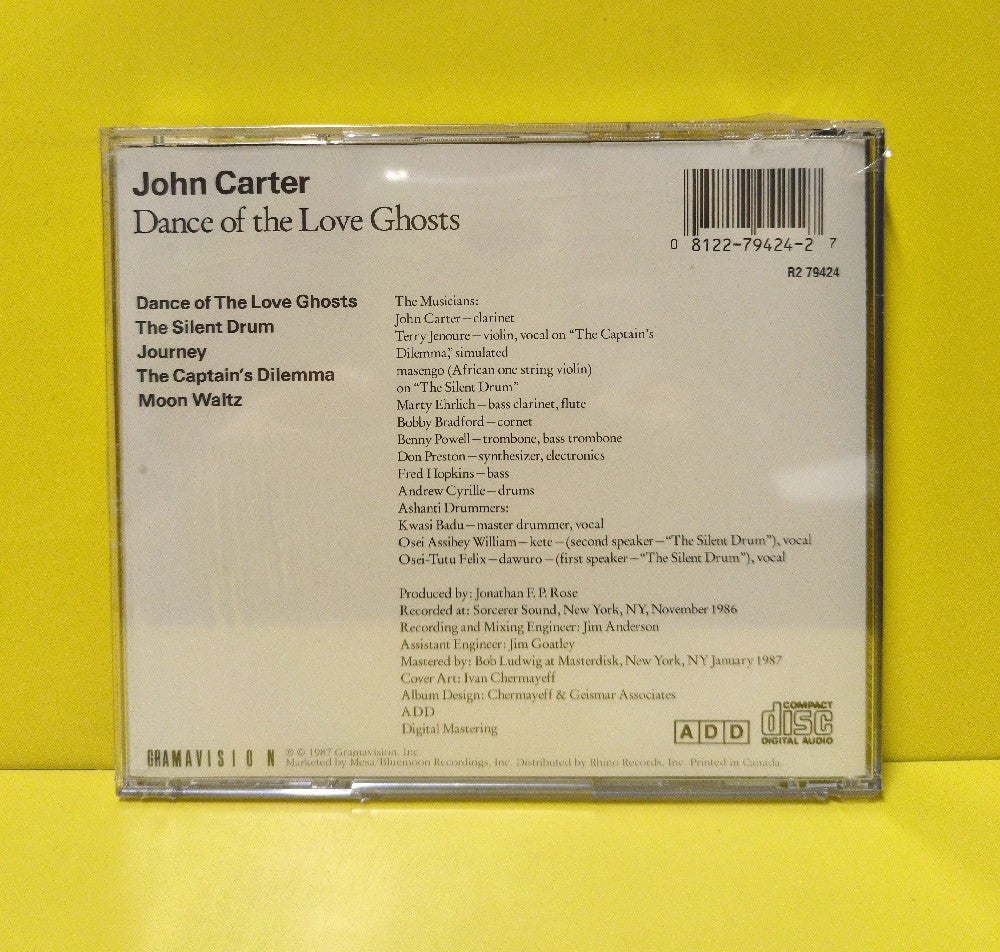 John Carter
Dance of the Love Ghosts
0 8122-79424-2 7
R2 79424
Dance of The Love Ghosts
The Silent Drum
Journey
The Captain's Dilemma
Moon Waltz
The Musicians:
John Carter—clarinet
Terry Jenoure—violin, vocal on "The Captain's
Dilemma," simulated
masengo (African one string violin)
on "The Silent Drum"
Marty Ehrlich—bass clarinet, flute
Bobby Bradford—cornet
Benny Powell—trombone, bass trombone
Don Preston—synthesizer, electronics
Fred Hopkins—bass
Andrew Cyrille—drums
Ashanti Drummers:
Kwasi Badu—master drummer, vocal
Osei Assibey William—kete—(second speaker—"The Silent Drum"), vocal
Osei-Tutu Felix—dawuro—(first speaker—"The Silent Drum"), vocal
Produced by: Jonathan F. P. Rose
Recorded at: Sorcerer Sound, New York, NY, November 1986
Recording and Mixing Engineer: Jim Anderson
Assistant Engineer: Jim Goatley
Mastered by: Bob Ludwig at Masterdisk, New York, NY January 1987
Cover Art: Ivan Chermayeff
Album Design: Chermayeff & Geismar Associates
ADD
Digital Mastering
ADD
COMPACT
disc
DIGITAL AUDIO
GRAMAVISION
℗ © 1987 Gramavision, Inc.
Marketed by Mesa/Bluemoon Recordings, Inc. Distributed by Rhino Records, Inc. Printed in Canada.